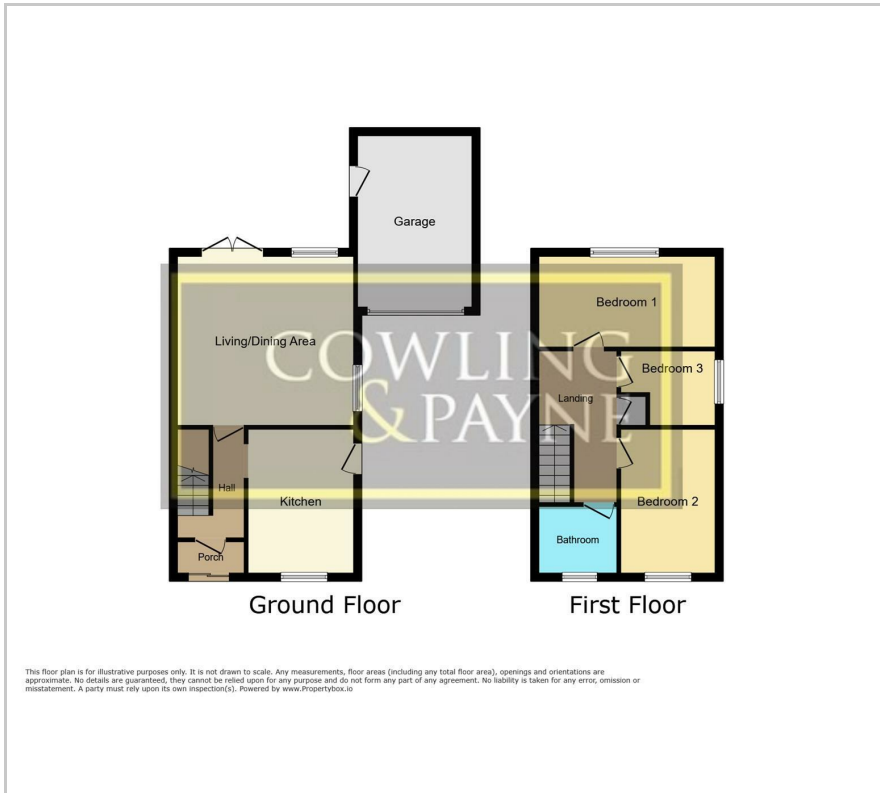 Garage
Living/Dining Area
Bedroom 1
COWLING
& PAYNE
Bedroom 3
Landing
Hall
Kitchen
Bedroom 2
Bathroom
Porch
Ground Floor
First Floor
This floor plan is for illustrative purposes only. It is not drawn to scale. Any measurements, floor areas (including any total floor area), openings and orientations are
approximate. No details are guaranteed, they cannot be relied upon for any purpose and do not form any part of any agreement. No liability is taken for any error, omission or
misstatement. A party must rely upon its own inspection(s). Powered by www.Propertybox.io